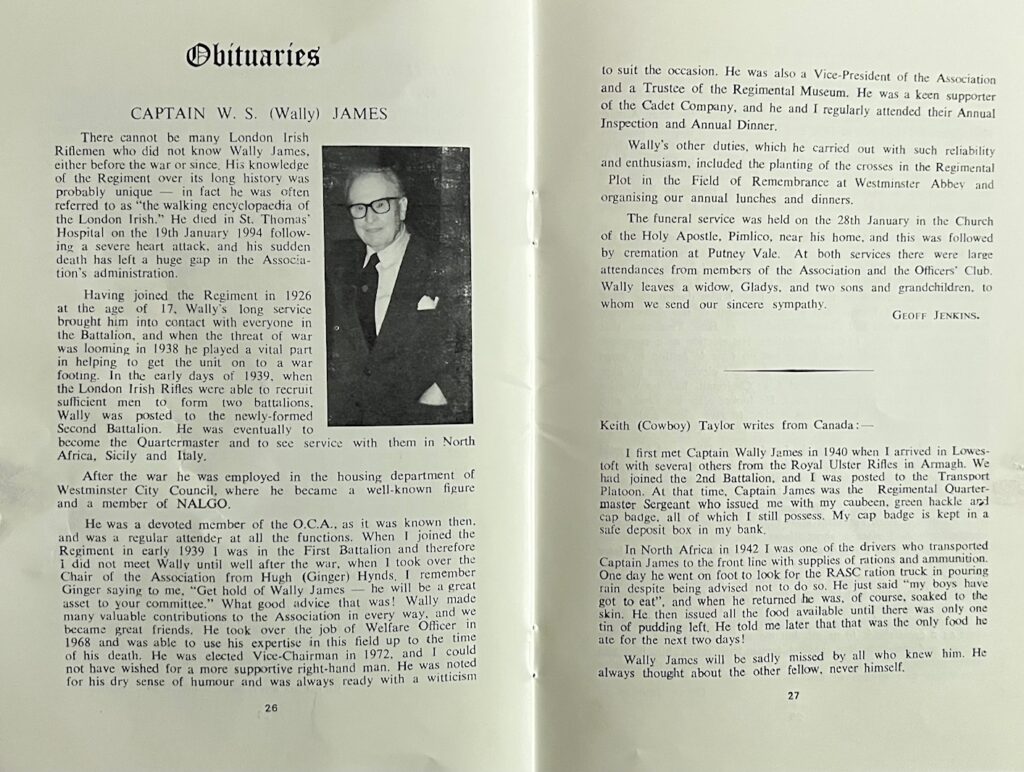 Obituaries
CAPTAIN W. S. (Wally) JAMES
There cannot be many London Irish
Riflemen who did not know Wally James,
either before the war or since. His knowledge
of the Regiment over its long history was
probably unique — in fact he was often
referred to as "the walking encyclopaedia of
the London Irish." He died in St. Thomas'
Hospital on the 19th January 1994 follow-
ing a severe heart attack, and his sudden
death has left a huge gap in the Associa-
tion's administration.
Having joined the Regiment in 1926
at the age of 17, Wally's long service
brought him into contact with everyone in
the Battalion, and when the threat of war
was looming in 1938 he played a vital part
in helping to get the unit on to a war
footing. In the early days of 1939, when
the London Irish Rifles were able to recruit
sufficient men to form two battalions,
Wally was posted to the newly-formed
Second Battalion. He was eventually to
become the Quartermaster and to see service with them in North
Africa, Sicily and Italy.
After the war he was employed in the housing department of
Westminster City Council, where he became a well-known figure
and a member of NALGO.
He was a devoted member of the O.C.A., as it was known then,
and was a regular attender at all the functions. When I joined the
Regiment in early 1939 I was in the First Battalion and therefore
I did not meet Wally until well after the war, when I took over the
Chair of the Association from Hugh (Ginger) Hynds. I remember
Ginger saying to me, "Get hold of Wally James — he will be a great
asset to your committee." What good advice that was! Wally made
many valuable contributions to the Association in every way, and we
became great friends. He took over the job of Welfare Officer in
1968 and was able to use his expertise in this field up to the time
of his death. He was elected Vice-Chairman in 1972, and I could
not have wished for a more supportive right-hand man. He was noted
for his dry sense of humour and was always ready with a witticism
26
to suit the occasion. He was also a Vice-President of the Association
and a Trustee of the Regimental Museum. He was a keen supporter
of the Cadet Company, and he and I regularly attended their Annual
Inspection and Annual Dinner.
Wally's other duties, which he carried out with such reliability
and enthusiasm, included the planting of the crosses in the Regimental
Plot in the Field of Remembrance at Westminster Abbey and
organising our annual lunches and dinners.
The funeral service was held on the 28th January in the Church
of the Holy Apostle, Pimlico, near his home, and this was followed
by cremation at Putney Vale. At both services there were large
attendances from members of the Association and the Officers' Club.
Wally leaves a widow, Gladys, and two sons and grandchildren, to
whom we send our sincere sympathy.
GEOFF JENKINS.
Keith (Cowboy) Taylor writes from Canada:—
I first met Captain Wally James in 1940 when I arrived in Lowes-
toft with several others from the Royal Ulster Rifles in Armagh. We
had joined the 2nd Battalion, and I was posted to the Transport
Platoon. At that time, Captain James was the Regimental Quarter-
master Sergeant who issued me with my caubeen, green hackle and
cap badge, all of which I still possess. My cap badge is kept in a
safe deposit box in my bank.
In North Africa in 1942 I was one of the drivers who transported
Captain James to the front line with supplies of rations and ammunition.
One day he went on foot to look for the RASC ration truck in pouring
rain despite being advised not to do so. He just said "my boys have
got to eat", and when he returned he was, of course, soaked to the
skin. He then issued all the food available until there was only one
tin of pudding left. He told me later that that was the only food he
ate for the next two days!
Wally James will be sadly missed by all who knew him. He
always thought about the other fellow, never himself.
27